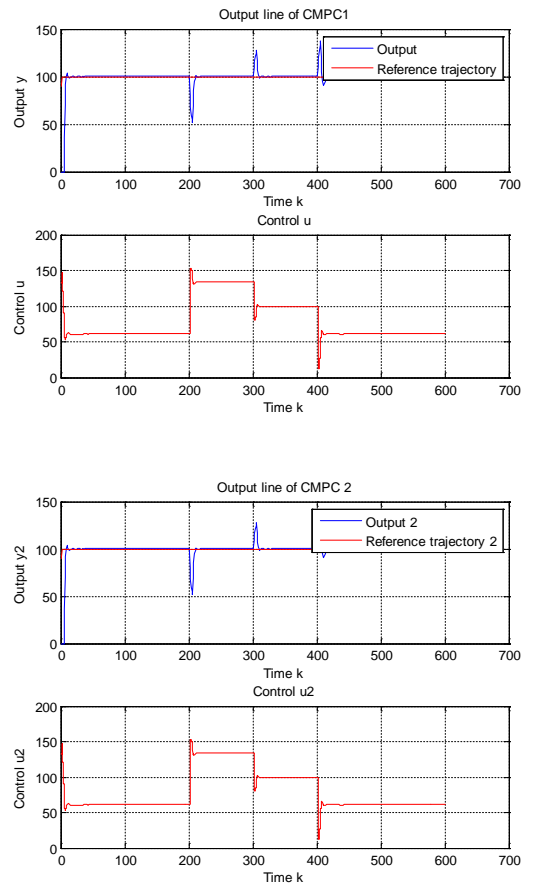 Output line of CMPC1
150
100
50
0
Output y
Output
Reference trajectory
0 100 200 300 400 500 600 700
Time k
Control u
200
150
100
50
0
Control u
0 100 200 300 400 500 600 700
Time k
Output line of CMPC 2
150
100
50
0
Output y2
Output 2
Reference trajectory 2
0 100 200 300 400 500 600 700
Time k
Control u2
200
150
100
50
0
Control u2
0 100 200 300 400 500 600 700
Time k